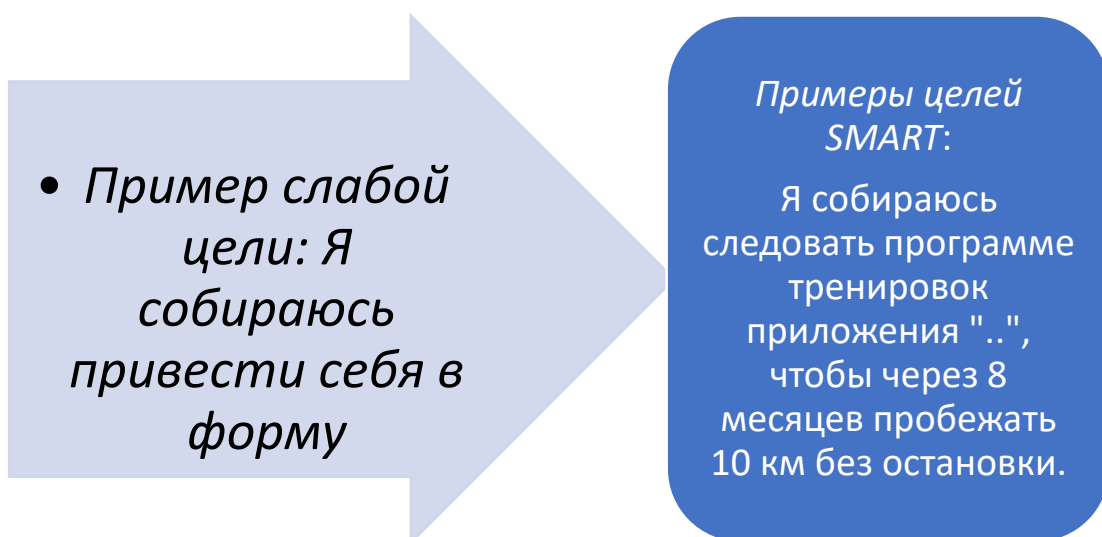 • Пример слабой
цели: Я
собираюсь
привести себя в
форму
Примеры целей
SMART:
Я собираюсь
следовать программе
тренировок
приложения "..",
чтобы через 8
месяцев пробежать
10 км без остановки.